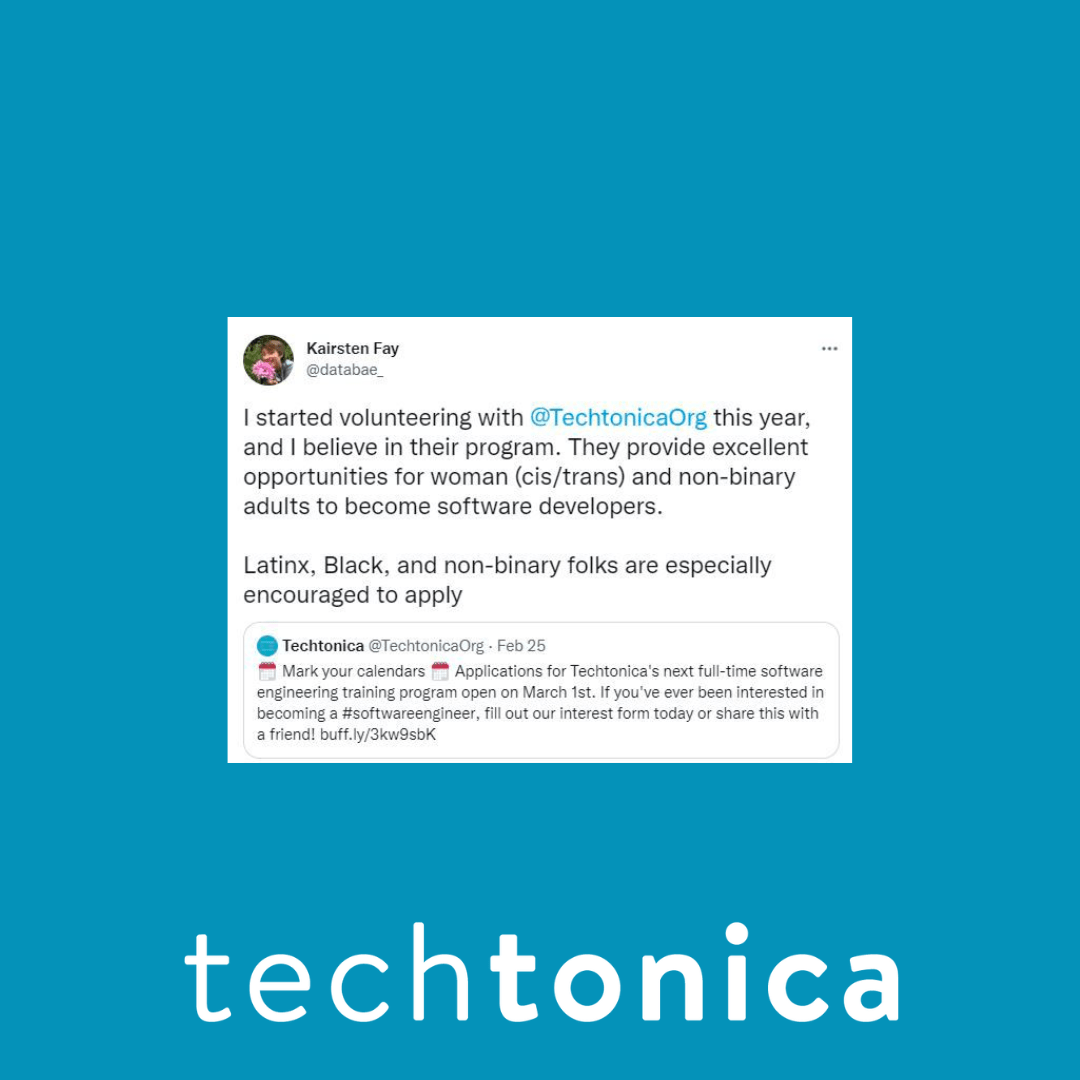 Kairsten Fay
@databae_
I started volunteering with @TechtonicaOrg this year,
and I believe in their program. They provide excellent
opportunities for woman (cis/trans) and non-binary
adults to become software developers.
Latinx, Black, and non-binary folks are especially
encouraged to apply
Techtonica @TechtonicaOrg · Feb 25
Mark your calendars Applications for Techtonica's next full-time software
engineering training program open on March 1st. If you've ever been interested in
becoming a #softwareengineer, fill out our interest form today or share this with
a friend! buff.ly/3kw9sbK
techtonica